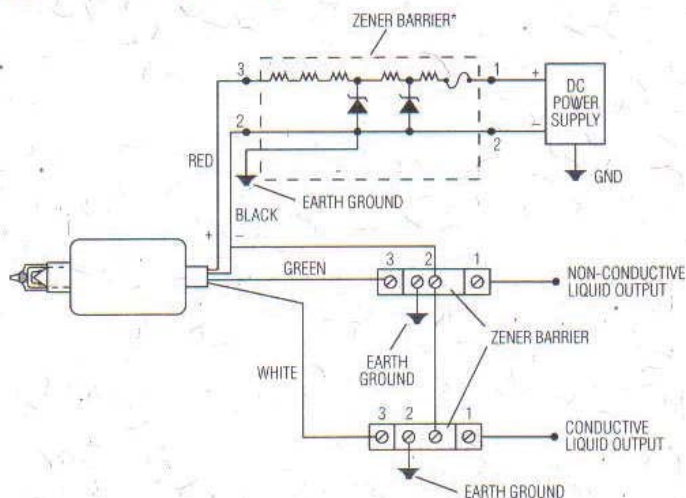 ZENER BARRIER*
3
1
+
DC
POWER
SUPPLY
2
−
2
GND
RED
EARTH GROUND
BLACK
+ −
GREEN
3 2 1
NON-CONDUCTIVE
LIQUID OUTPUT
ZENER BARRIER
EARTH
GROUND
WHITE
3 2 1
CONDUCTIVE
LIQUID OUTPUT
EARTH GROUND